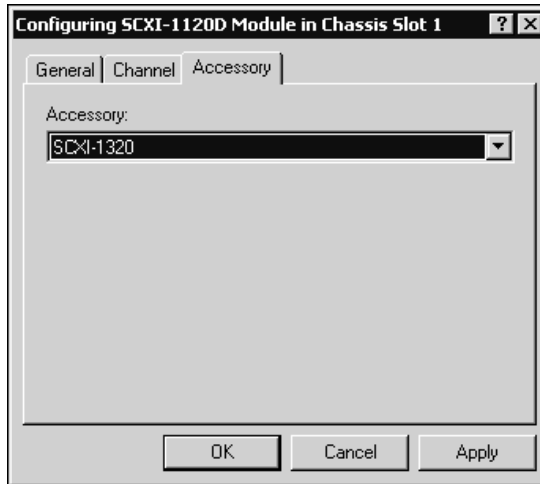 Configuring SCXI-1120D Module in Chassis Slot 1
General Channel Accessory
Accessory:
SCXI-1320
OK Cancel Apply